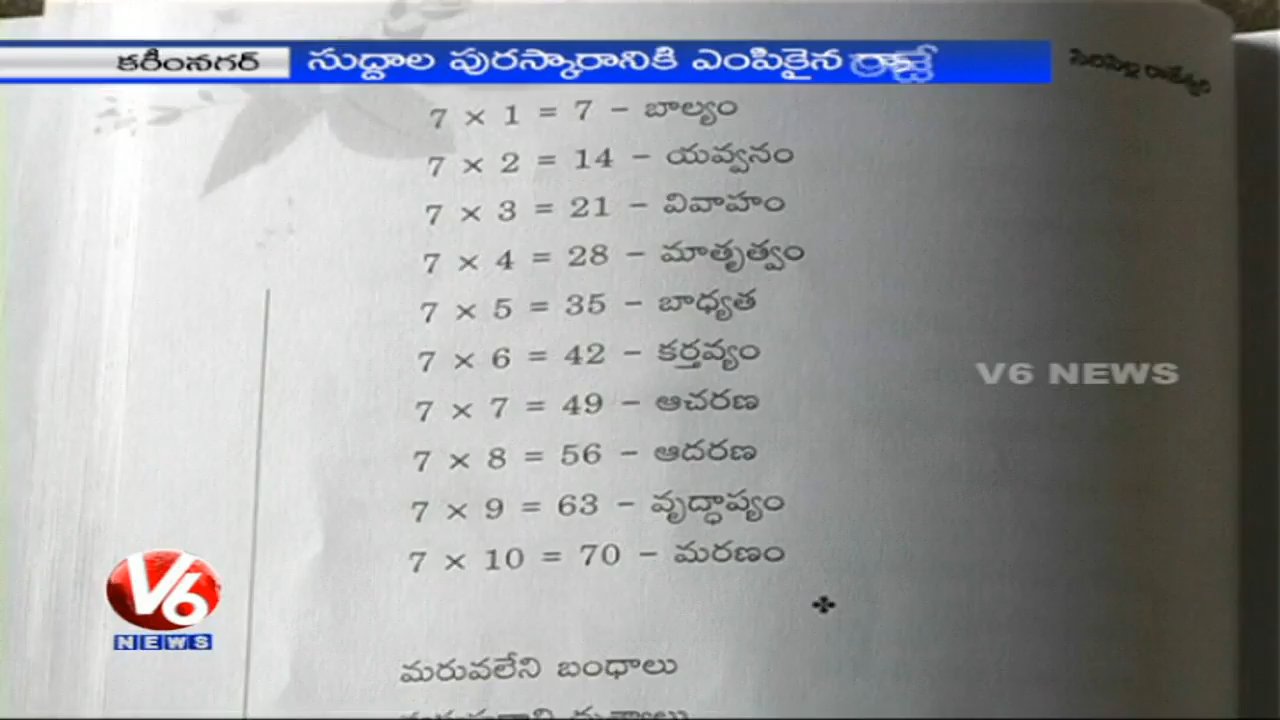 కరీంనగర్ సుద్దాల పురస్కారానికి ఎంపికైన
సిరిసిల్ల రాజేశ్వరి
7 × 1 = 7 – బాల్యం
7 × 2 = 14 – యవ్వనం
7 × 3 = 21 – వివాహం
7 × 4 = 28 – మాతృత్వం
7 × 5 = 35 – బాధ్యత
7 × 6 = 42 – కర్తవ్యం
7 × 7 = 49 – ఆచరణ
7 × 8 = 56 – ఆదరణ
7 × 9 = 63 – వృద్ధాప్యం
7 × 10 = 70 – మరణం
V6 NEWS
V6
NEWS
మరువలేని బంధాలు